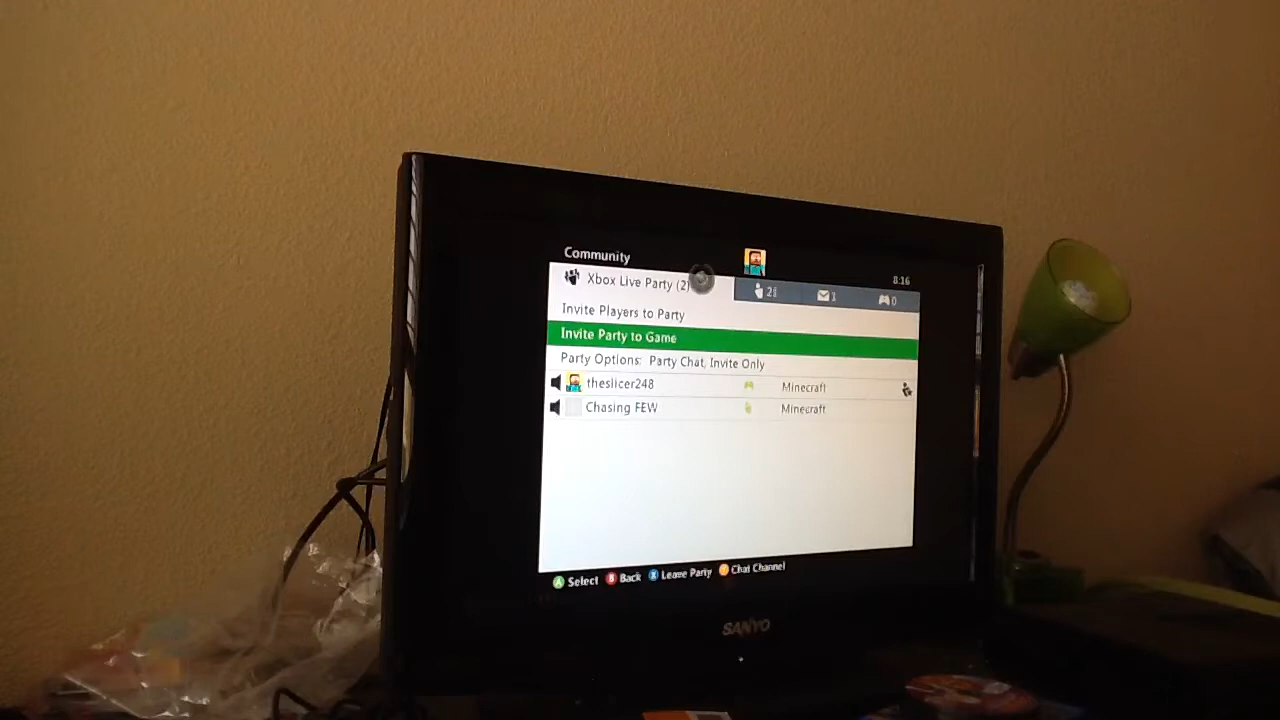 Community
8:16
Xbox Live Party (2)
2
1
0
Invite Players to Party
Invite Party to Game
Party Options: Party Chat, Invite Only
theslicer248 Minecraft
Chasing FEW Minecraft
A Select B Back X Leave Party Y Chat Channel
SANYO